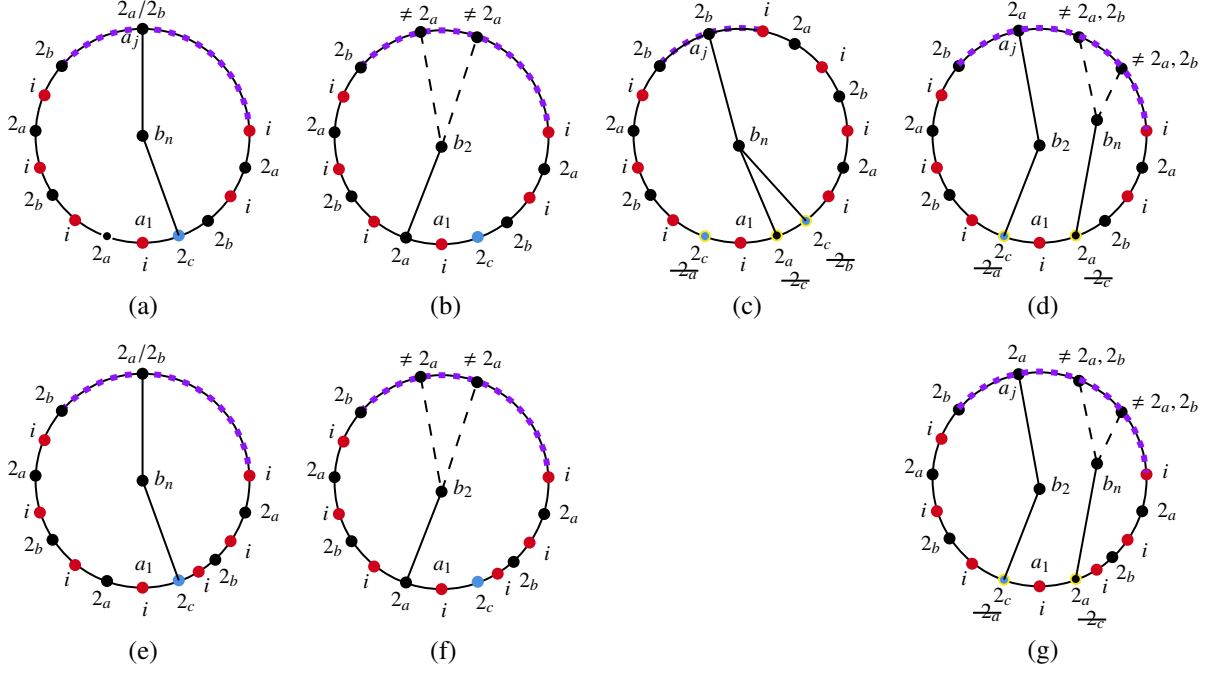 2a/2b
aj
2b
i
2a
i
2b
i
2a
a1
i
2c
2b
i
2a
i
bn
(a)
≠ 2a
≠ 2a
2b
i
2a
i
2b
i
2a
a1
i
2c
2b
i
2a
i
b2
(b)
2b
aj
i
2a
i
2b
i
2a
i
2b
i
2a
i
2b
i
bn
a1
i
2c
2a
2a
2c
2c
2b
(c)
2a
aj
≠ 2a, 2b
≠ 2a, 2b
2b
i
2a
i
2b
i
b2
bn
a1
i
2c
2a
2a
2c
2b
i
2a
i
(d)
2a/2b
2b
i
2a
i
2b
i
2a
a1
i
2c
i
2b
i
2a
i
bn
(e)
≠ 2a
≠ 2a
2b
i
2a
i
2b
i
2a
a1
i
2c
i
2b
i
2a
i
b2
(f)
2a
aj
≠ 2a, 2b
≠ 2a, 2b
2b
i
2a
i
2b
i
b2
bn
a1
i
2c
2a
2a
2c
i
2b
i
2a
i
(g)